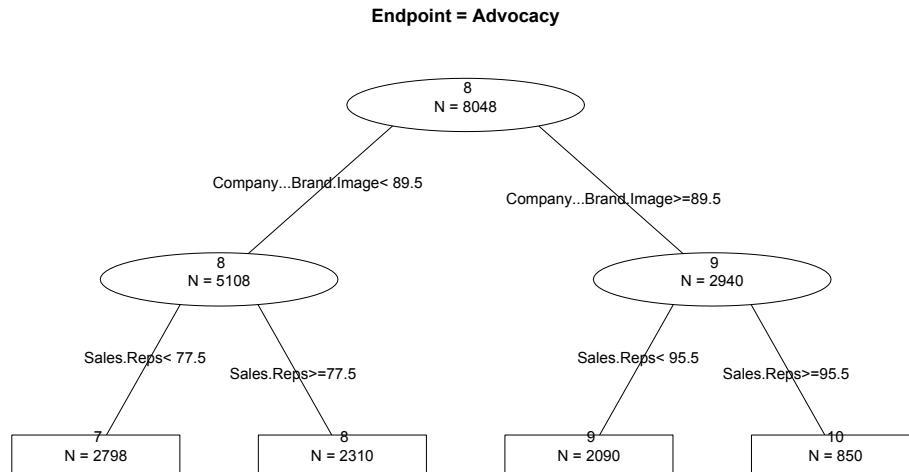 Endpoint = Advocacy
8
N = 8048
Company...Brand.Image< 89.5
Company...Brand.Image>=89.5
8
N = 5108
9
N = 2940
Sales.Reps< 77.5
Sales.Reps>=77.5
Sales.Reps< 95.5
Sales.Reps>=95.5
7
N = 2798
8
N = 2310
9
N = 2090
10
N = 850